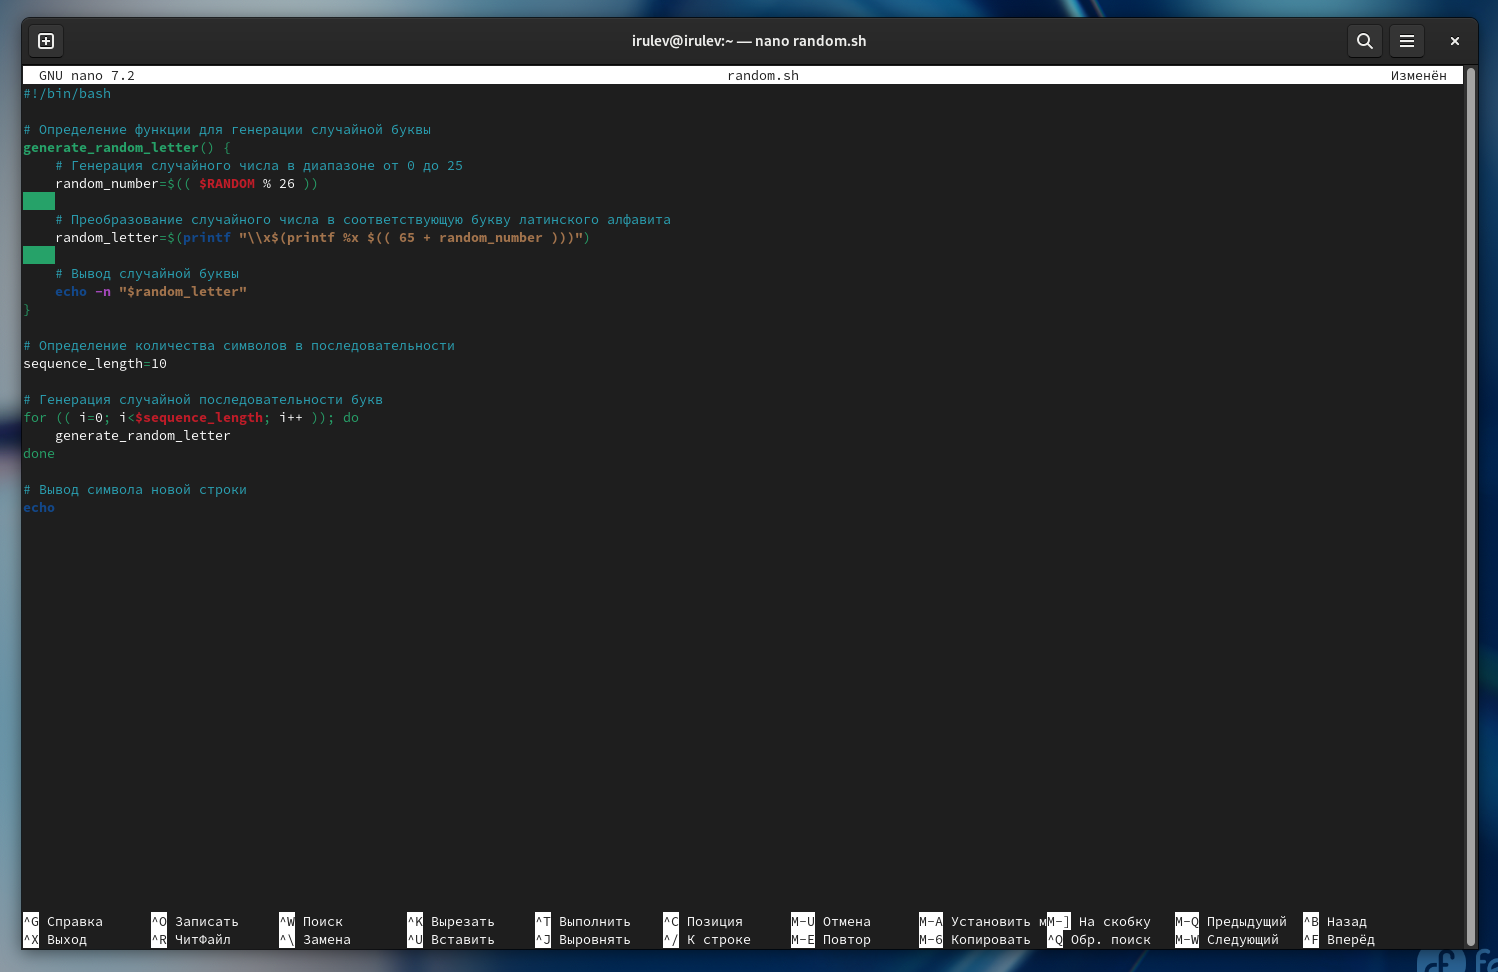 irulev@irulev:~ — nano random.sh
GNU nano 7.2 random.sh Изменён
#!/bin/bash
# Определение функции для генерации случайной буквы
generate_random_letter() {
    # Генерация случайного числа в диапазоне от 0 до 25
    random_number=$(( $RANDOM % 26 ))
    # Преобразование случайного числа в соответствующую букву латинского алфавита
    random_letter=$(printf "\\x$(printf %x $(( 65 + random_number )))")
    # Вывод случайной буквы
    echo -n "$random_letter"
}
# Определение количества символов в последовательности
sequence_length=10
# Генерация случайной последовательности букв
for (( i=0; i<$sequence_length; i++ )); do
    generate_random_letter
done
# Вывод символа новой строки
echo
^G Справка ^O Записать ^W Поиск ^K Вырезать ^T Выполнить ^C Позиция M-U Отмена M-A Установить мM-] На скобку M-Q Предыдущий ^B Назад
^X Выход ^R ЧитФайл ^\ Замена ^U Вставить ^J Выровнять ^/ К строке M-E Повтор M-6 Копировать ^Q Обр. поиск M-W Следующий ^F Вперёд